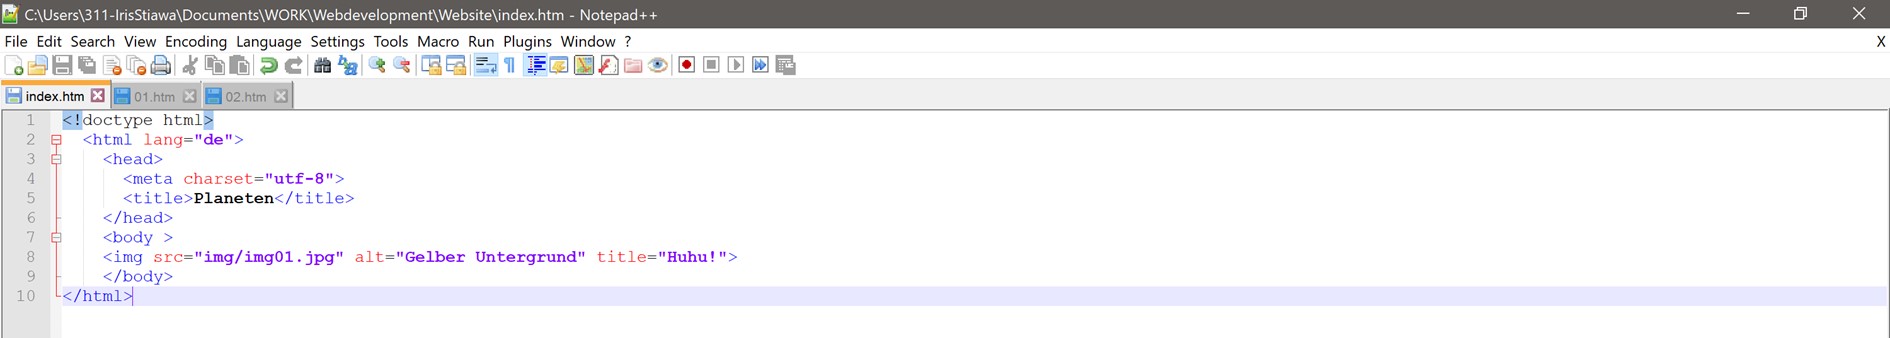 C:\Users\311-IrisStiawa\Documents\WORK\Webdevelopment\Website\index.htm - Notepad++
File Edit Search View Encoding Language Settings Tools Macro Run Plugins Window ? X
index.htm 01.htm 02.htm
1 <!doctype html>
2 <html lang="de">
3 <head>
4 <meta charset="utf-8">
5 <title>Planeten</title>
6 </head>
7 <body >
8 <img src="img/img01.jpg" alt="Gelber Untergrund" title="Huhu!">
9 </body>
10 </html>